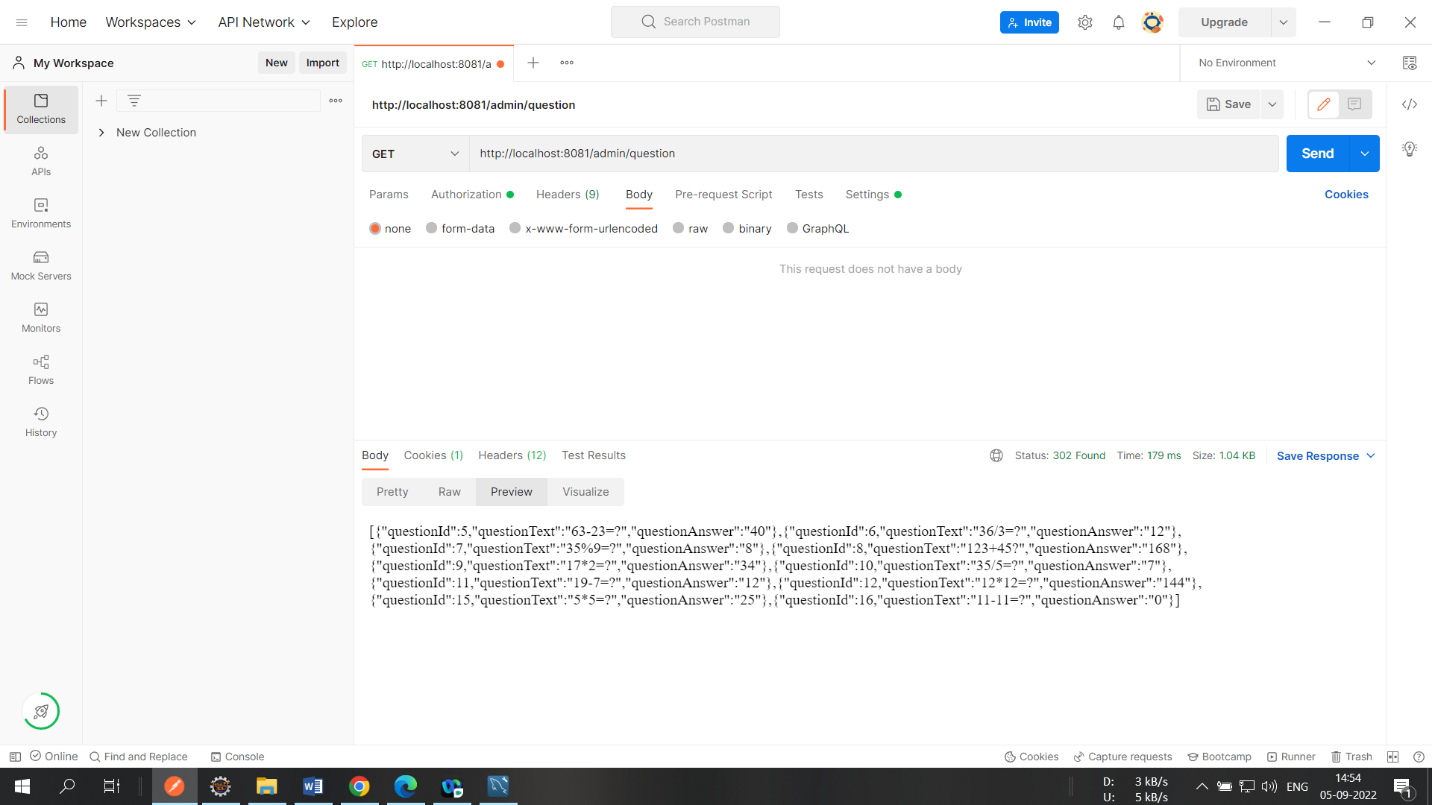 Home Workspaces API Network Explore Search Postman Invite Upgrade
My Workspace New Import GET http://localhost:8081/a No Environment
http://localhost:8081/admin/question Save
Collections
New Collection
GET http://localhost:8081/admin/question Send
APIs
Params Authorization Headers (9) Body Pre-request Script Tests Settings Cookies
Environments
none form-data x-www-form-urlencoded raw binary GraphQL
This request does not have a body
Mock Servers
Monitors
Flows
History
Body Cookies (1) Headers (12) Test Results Status: 302 Found Time: 179 ms Size: 1.04 KB Save Response
Pretty Raw Preview Visualize
[{"questionId":5,"questionText":"63-23=?","questionAnswer":"40"},{"questionId":6,"questionText":"36/3=?","questionAnswer":"12"},
{"questionId":7,"questionText":"35%9=?","questionAnswer":"8"},{"questionId":8,"questionText":"123+45?","questionAnswer":"168"},
{"questionId":9,"questionText":"17*2=?","questionAnswer":"34"},{"questionId":10,"questionText":"35/5=?","questionAnswer":"7"},
{"questionId":11,"questionText":"19-7=?","questionAnswer":"12"},{"questionId":12,"questionText":"12*12=?","questionAnswer":"144"},
{"questionId":15,"questionText":"5*5=?","questionAnswer":"25"},{"questionId":16,"questionText":"11-11=?","questionAnswer":"0"}]
Online Find and Replace Console Cookies Capture requests Bootcamp Runner Trash
D: 3 kB/s ENG 14:54
U: 5 kB/s 05-09-2022 1